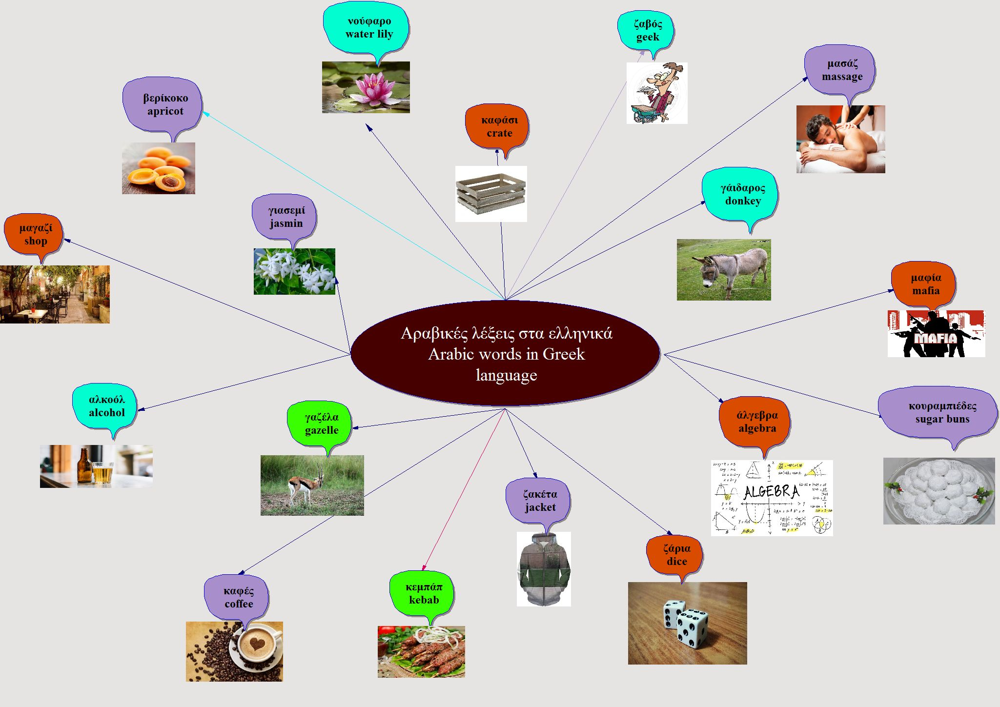 νούφαρο
water lily
ζαβός
geek
μασάζ
massage
βερίκοκο
apricot
καφάσι
crate
γάιδαρος
donkey
γιασεμί
jasmin
μαγαζί
shop
μαφία
mafia
MAFIA
Αραβικές λέξεις στα ελληνικά
Arabic words in Greek
language
αλκοόλ
alcohol
γαζέλα
gazelle
άλγεβρα
algebra
ALGEBRA
κουραμπιέδες
sugar buns
ζακέτα
jacket
ζάρια
dice
καφές
coffee
κεμπάπ
kebab